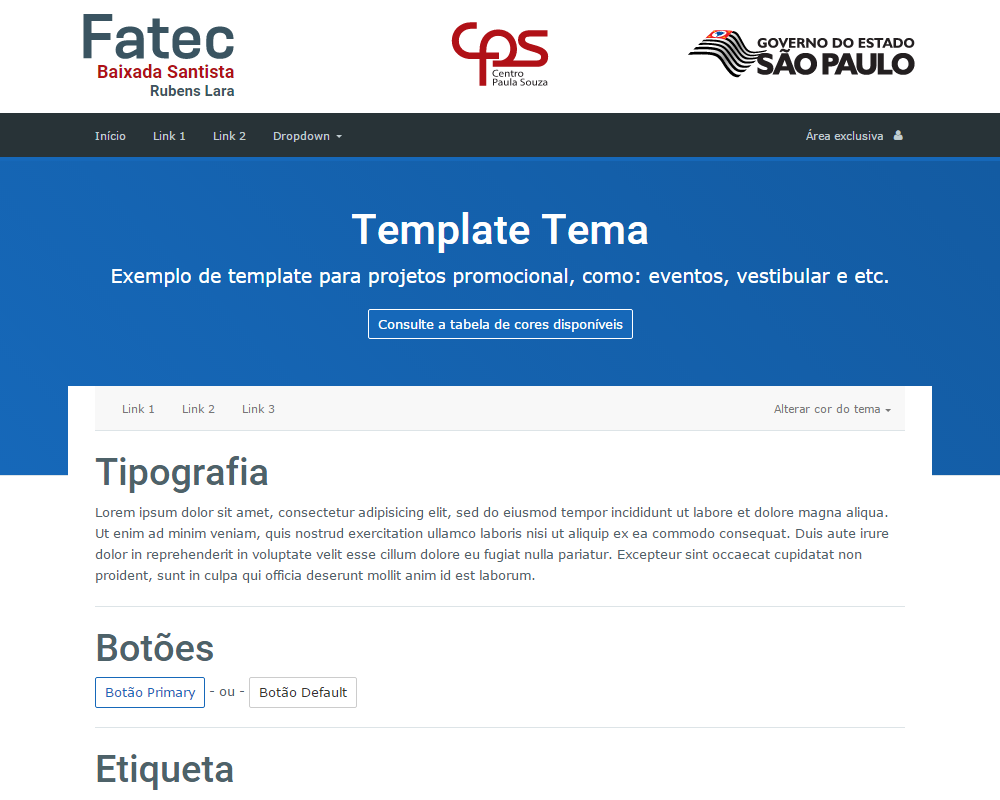 Fatec
Baixada Santista
Rubens Lara
CPS
Centro
Paula Souza
GOVERNO DO ESTADO
SÃO PAULO
Início Link 1 Link 2 Dropdown Área exclusiva
Template Tema
Exemplo de template para projetos promocional, como: eventos, vestibular e etc.
Consulte a tabela de cores disponíveis
Link 1 Link 2 Link 3 Alterar cor do tema
Tipografia
Lorem ipsum dolor sit amet, consectetur adipisicing elit, sed do eiusmod tempor incididunt ut labore et dolore magna aliqua.
Ut enim ad minim veniam, quis nostrud exercitation ullamco laboris nisi ut aliquip ex ea commodo consequat. Duis aute irure
dolor in reprehenderit in voluptate velit esse cillum dolore eu fugiat nulla pariatur. Excepteur sint occaecat cupidatat non
proident, sunt in culpa qui officia deserunt mollit anim id est laborum.
Botões
Botão Primary - ou - Botão Default
Etiqueta